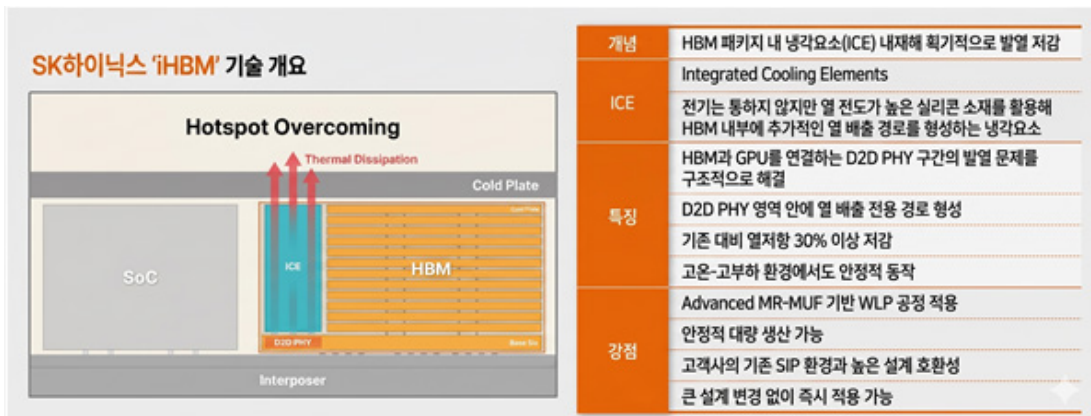 SK하이닉스 'iHBM' 기술 개요
Hotspot Overcoming
Thermal Dissipation
Cold Plate
SoC
ICE
HBM
D2D PHY
Interposer
개념
HBM 패키지 내 냉각요소(ICE) 내재해 획기적으로 발열 저감
ICE
Integrated Cooling Elements
전기는 통하지 않지만 열 전도가 높은 실리콘 소재를 활용해
HBM 내부에 추가적인 열 배출 경로를 형성하는 냉각요소
특징
HBM과 GPU를 연결하는 D2D PHY 구간의 발열 문제를
구조적으로 해결
D2D PHY 영역 안에 열 배출 전용 경로 형성
기존 대비 열저항 30% 이상 저감
고온·고부하 환경에서도 안정적 동작
강점
Advanced MR-MUF 기반 WLP 공정 적용
안정적 대량 생산 가능
고객사의 기존 SIP 환경과 높은 설계 호환성
큰 설계 변경 없이 즉시 적용 가능